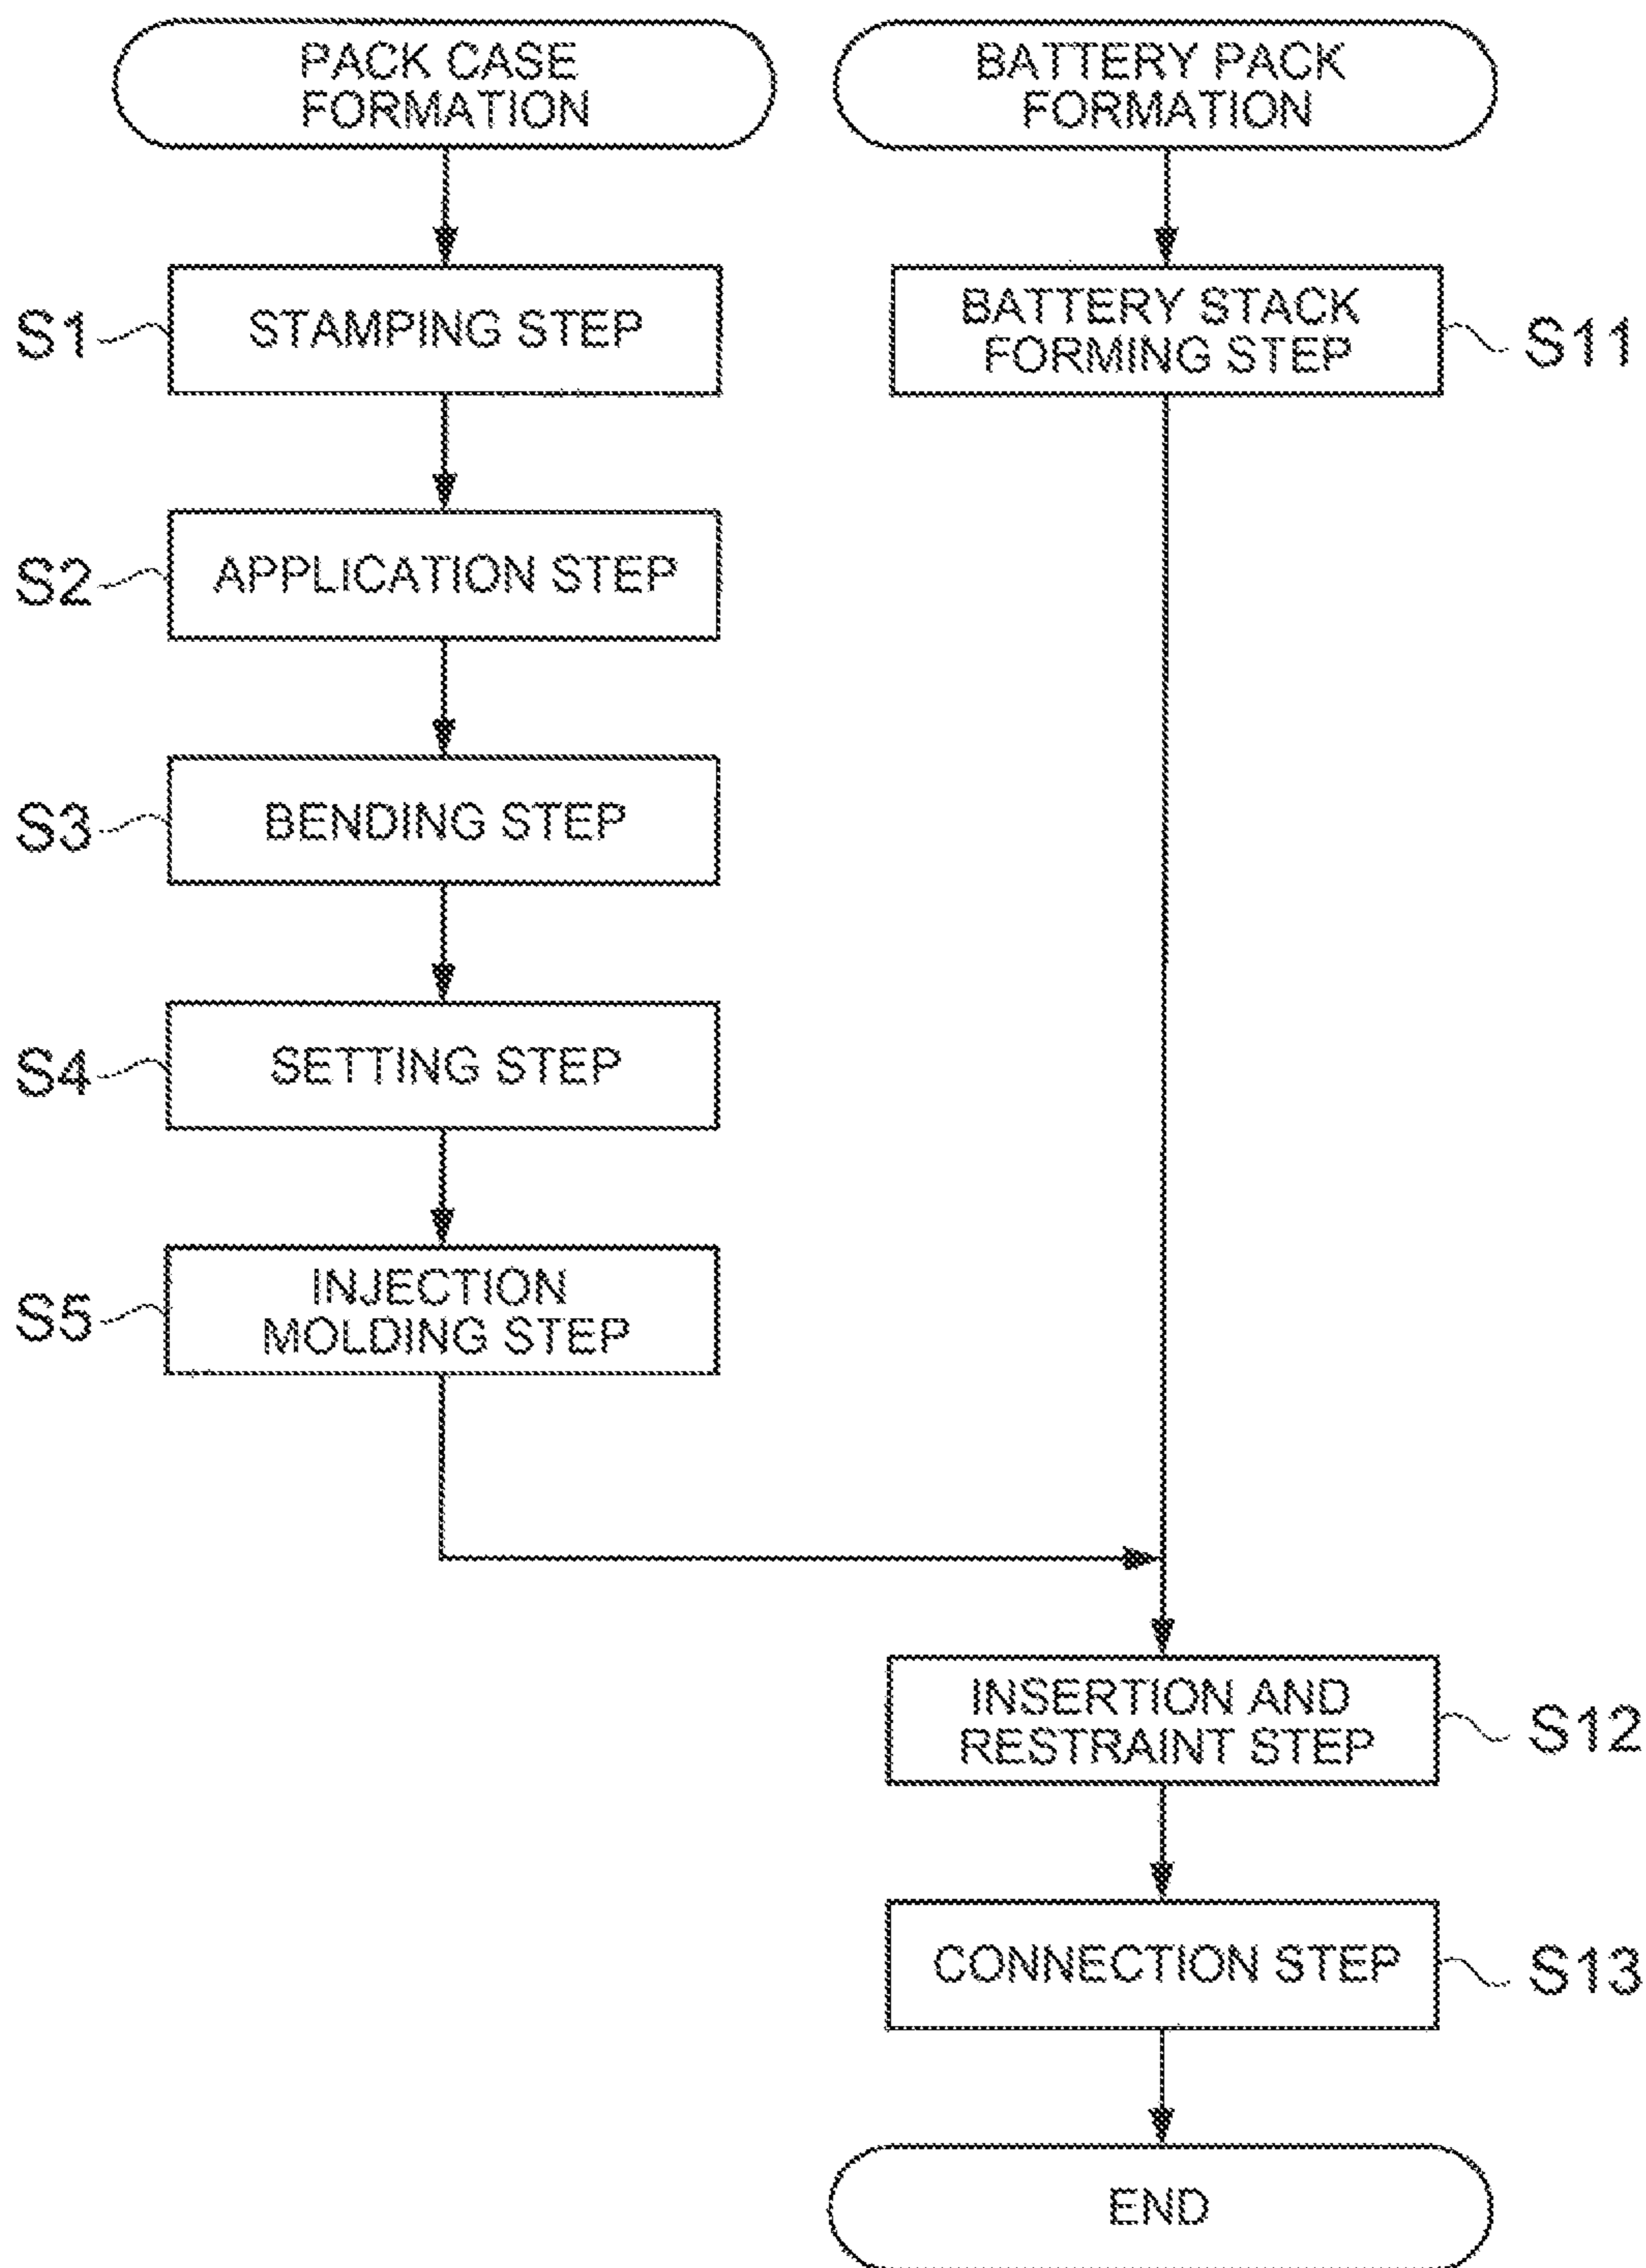 PACK CASE
FORMATION
S1
STAMPING STEP
S2
APPLICATION STEP
S3
BENDING STEP
S4
SETTING STEP
S5
INJECTION
MOLDING STEP
BATTERY PACK
FORMATION
BATTERY STACK
FORMING STEP
S11
INSERTION AND
RESTRAINT STEP
S12
CONNECTION STEP
S13
END